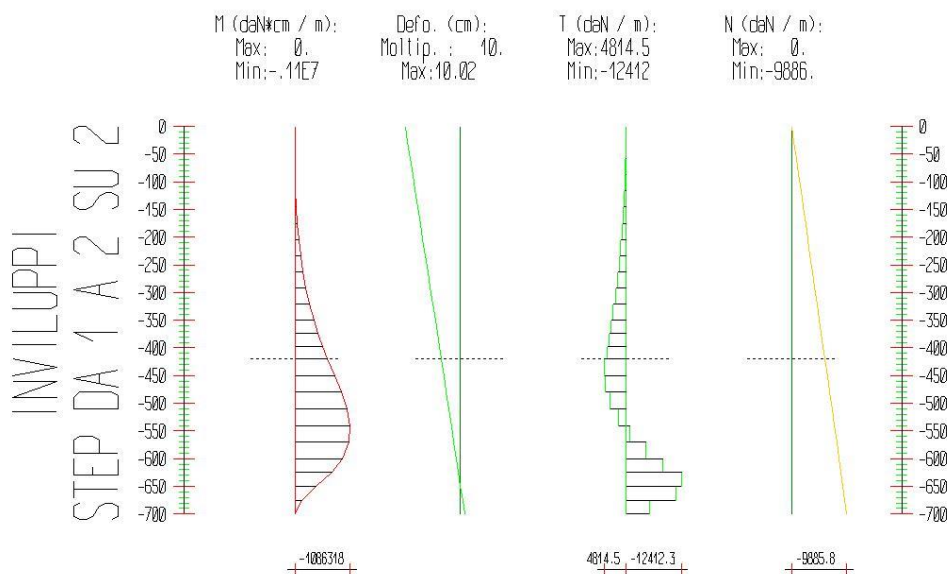 M (daN*cm / m):
Max: 0.
Min:-.11E7
Defo. (cm):
Moltip. : 10.
Max:10.02
T (daN / m):
Max:4814.5
Min:-12412
N (daN / m):
Max: 0.
Min:-9886.
INVILUPPI
STEP DA 1 A 2 SU 2
0
-50
-100
-150
-200
-250
-300
-350
-400
-450
-500
-550
-600
-650
-700
0
-50
-100
-150
-200
-250
-300
-350
-400
-450
-500
-550
-600
-650
-700
-1086318
4814.5 -12412.3
-9885.8